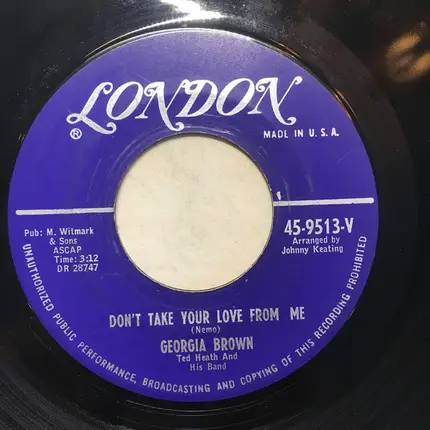 LONDON
®
MADE IN U.S.A.
Pub: M. Witmark
& Sons
ASCAP
Time: 3:12
DR 28747
45-9513-V
Arranged by
Johnny Keating
DON'T TAKE YOUR LOVE FROM ME
(Nemo)
GEORGIA BROWN
Ted Heath And
His Band
UNAUTHORIZED PUBLIC PERFORMANCE, BROADCASTING AND COPYING OF THIS RECORDING PROHIBITED